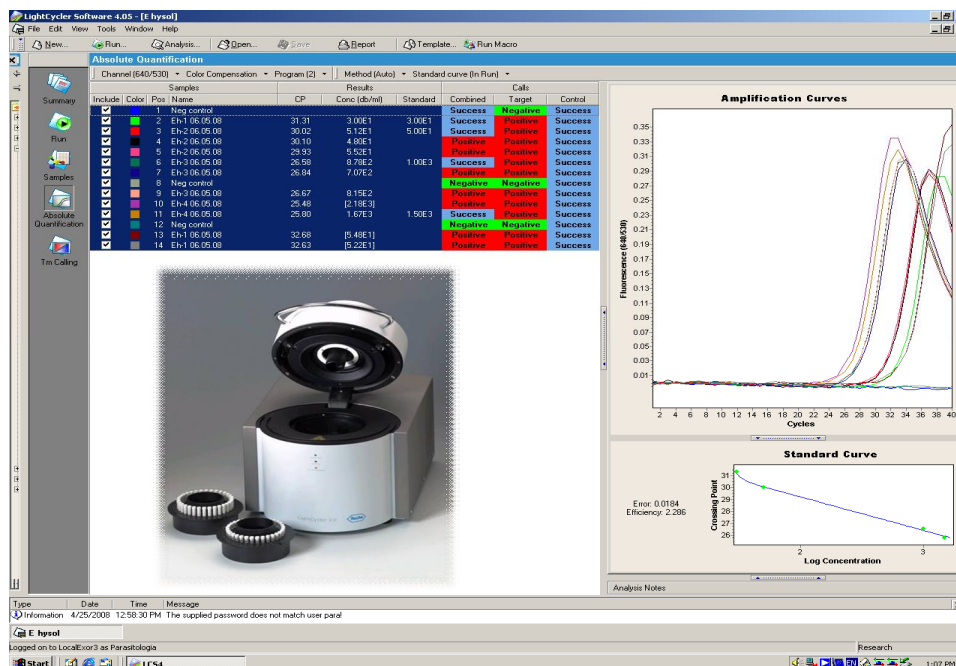 LightCycler Software 4.05 - [E hysol]
File Edit View Tools Window Help
New... Run... Analysis... Open... Save Report Template... Run Macro
Absolute Quantification
Channel (640/530) Color Compensation Program (2) Method (Auto) Standard curve (In Run)
Summary
Run
Samples
Absolute Quantification
Tm Calling
Samples Results Calls
Include Color Pos Name CP Conc (db/ml) Standard Combined Target Control
1 Neg control Success Negative Success
2 Eh-1 06.05.08 31.31 3.00E1 3.00E1 Success Positive Success
3 Eh-2 06.05.08 30.02 5.12E1 5.00E1 Success Positive Success
4 Eh-2 06.05.08 30.10 4.80E1 Positive Positive Success
5 Eh-2 06.05.08 29.93 5.52E1 Positive Positive Success
6 Eh-3 06.05.08 26.58 8.78E2 1.00E3 Success Positive Success
7 Eh-3 06.05.08 26.84 7.07E2 Positive Positive Success
8 Neg control Negative Negative Success
9 Eh-3 06.05.08 26.67 8.15E2 Positive Positive Success
10 Eh-4 06.05.08 25.48 [2.18E3] Positive Positive Success
11 Eh-4 06.05.08 25.80 1.67E3 1.50E3 Success Positive Success
12 Neg control Negative Negative Success
13 Eh-1 06.05.08 32.68 [5.48E1] Positive Positive Success
14 Eh-1 06.05.08 32.63 [5.22E1] Positive Positive Success
Roche
Amplification Curves
Fluorescence (640/530)
0.35
0.33
0.31
0.29
0.27
0.25
0.23
0.21
0.19
0.17
0.15
0.13
0.11
0.09
0.07
0.05
0.03
0.01
2 4 6 8 10 12 14 16 18 20 22 24 26 28 30 32 34 36 38 40
Cycles
Standard Curve
Error: 0.0184
Efficiency: 2.286
Crossing Point
31
30
29
28
27
26
2 3
Log Concentration
Analysis Notes
Type Date Time Message
Information 4/25/2008 12:58:30 PM The supplied password does not match user para!
E hysol
Logged on to LocalExor3 as Parasitologia Research
Start LCS4 EN 1:07 PM